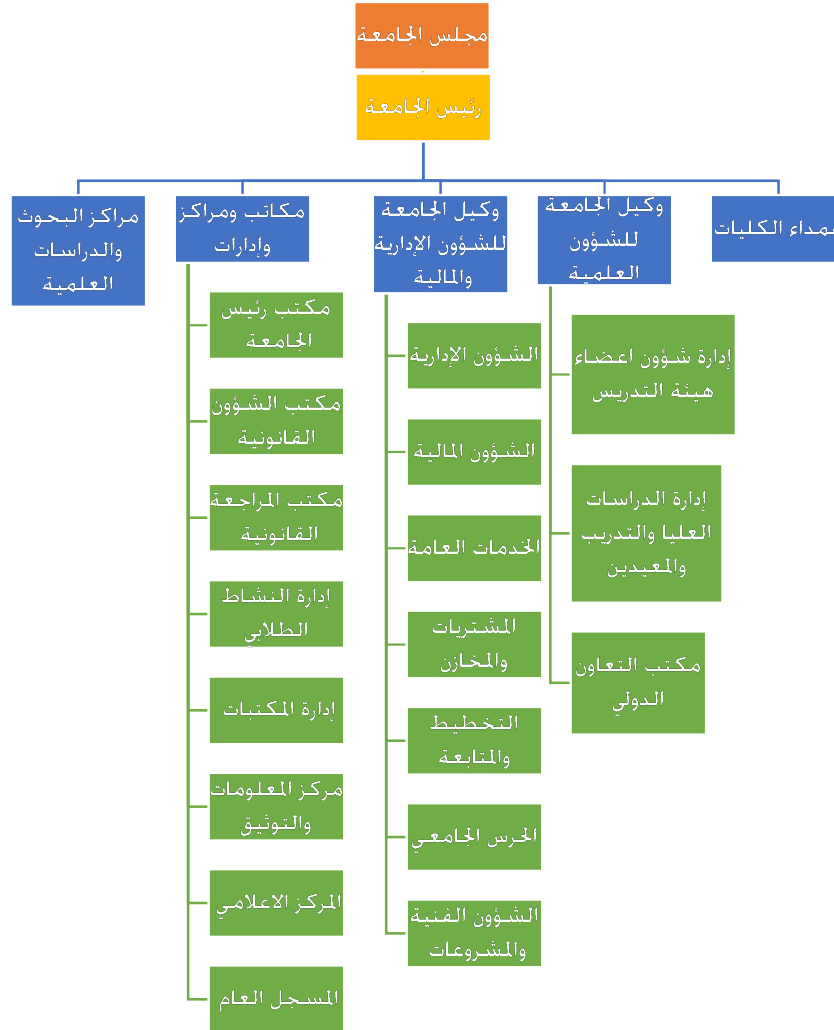 مجلس الجامعة
رئيس الجامعة
عمداء الكليات
وكيل الجامعة
للشؤون
العلمية
إدارة شؤون اعضاء
هيئة التدريس
إدارة الدراسات
العليا والتدريب
والمعيدين
مكتب التعاون
الدولي
وكيل الجامعة
للشؤون الإدارية
والمالية
الشؤون الإدارية
الشؤون المالية
الخدمات العامة
المشتريات
والمخازن
التخطيط
والمتابعة
الحرس الجامعي
الشؤون الفنية
والمشروعات
مكاتب ومراكز
وإدارات
مكتب رئيس
الجامعة
مكتب الشؤون
القانونية
مكتب المراجعة
القانونية
إدارة النشاط
الطلابي
إدارة المكتبات
مركز المعلومات
والتوثيق
المركز الاعلامي
المسجل العام
مراكز البحوث
والدراسات
العلمية